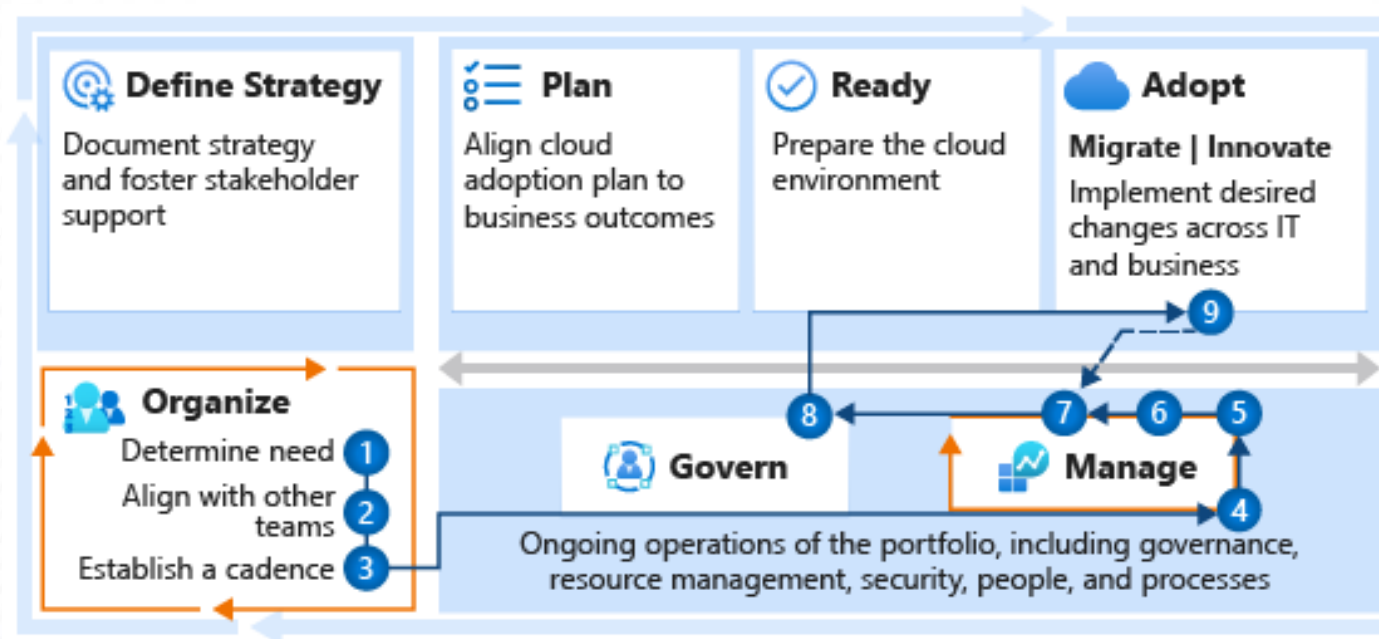 Define Strategy
Document strategy
and foster stakeholder
support
Plan
Align cloud
adoption plan to
business outcomes
Ready
Prepare the cloud
environment
Adopt
Migrate | Innovate
Implement desired
changes across IT
and business
9
Organize
Determine need 1
Align with other
teams 2
Establish a cadence 3
8
7
6
5
Govern
Manage
4
Ongoing operations of the portfolio, including governance,
resource management, security, people, and processes